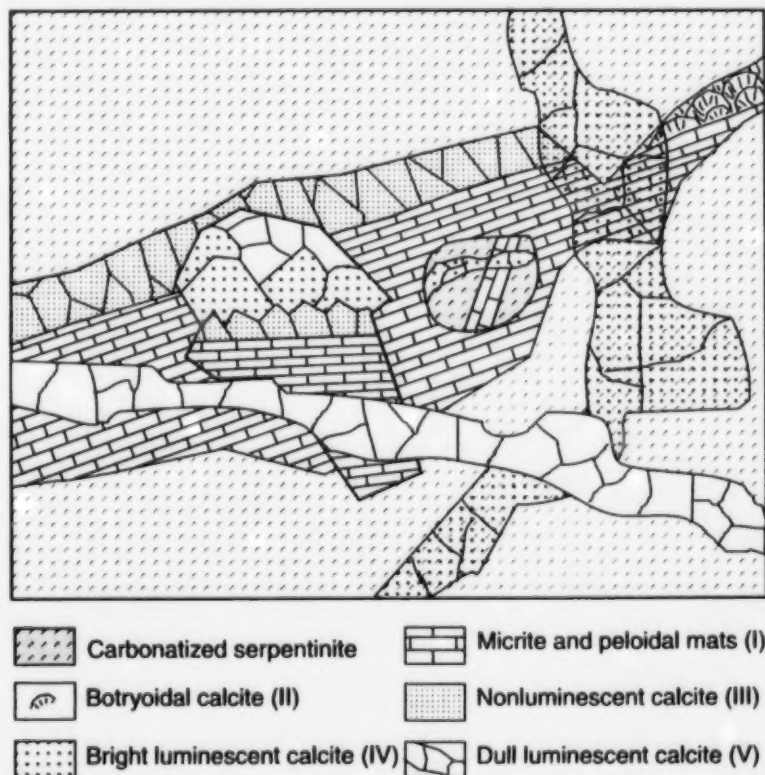 Carbonatized serpentinite
Micrite and peloidal mats (I)
Botryoidal calcite (II)
Nonluminescent calcite (III)
Bright luminescent calcite (IV)
Dull luminescent calcite (V)